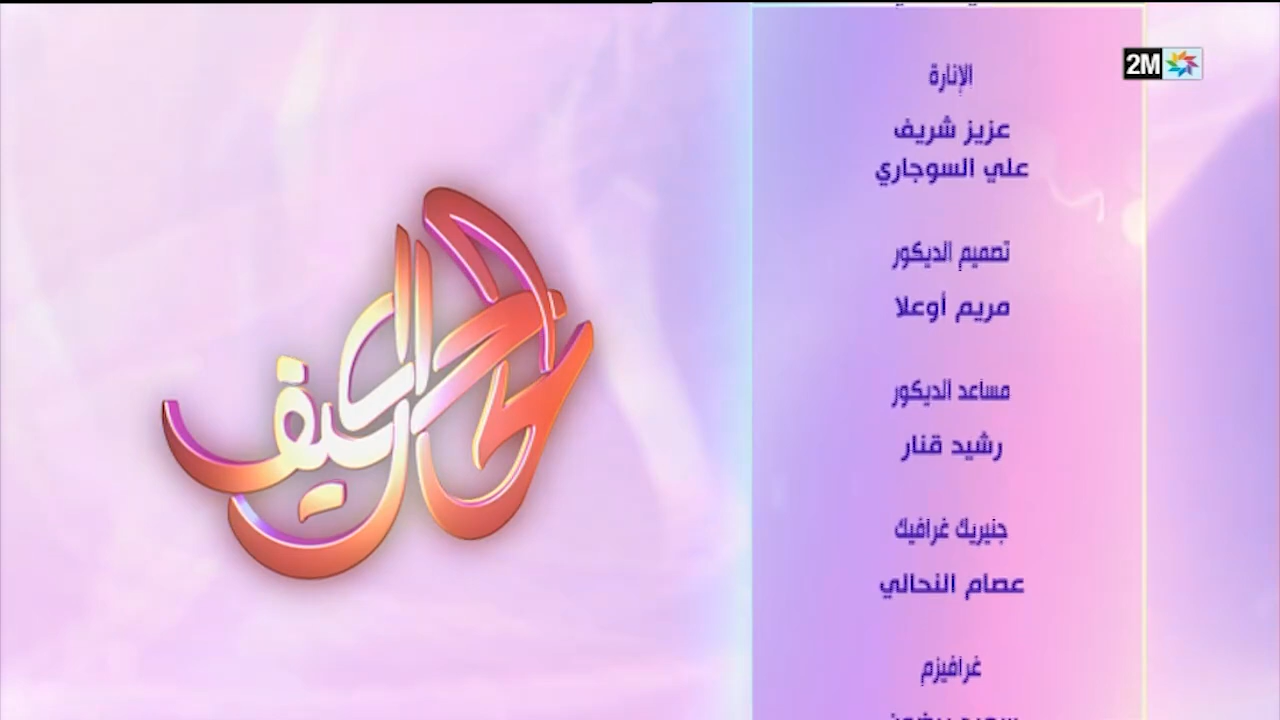 2M
الإنارة
عزيز شريف
علي السوجاري
تصميم الديكور
مريم أوعلا
مساعد الديكور
رشيد قنار
جنيريك غرافيك
عصام النحالي
غرافيزم